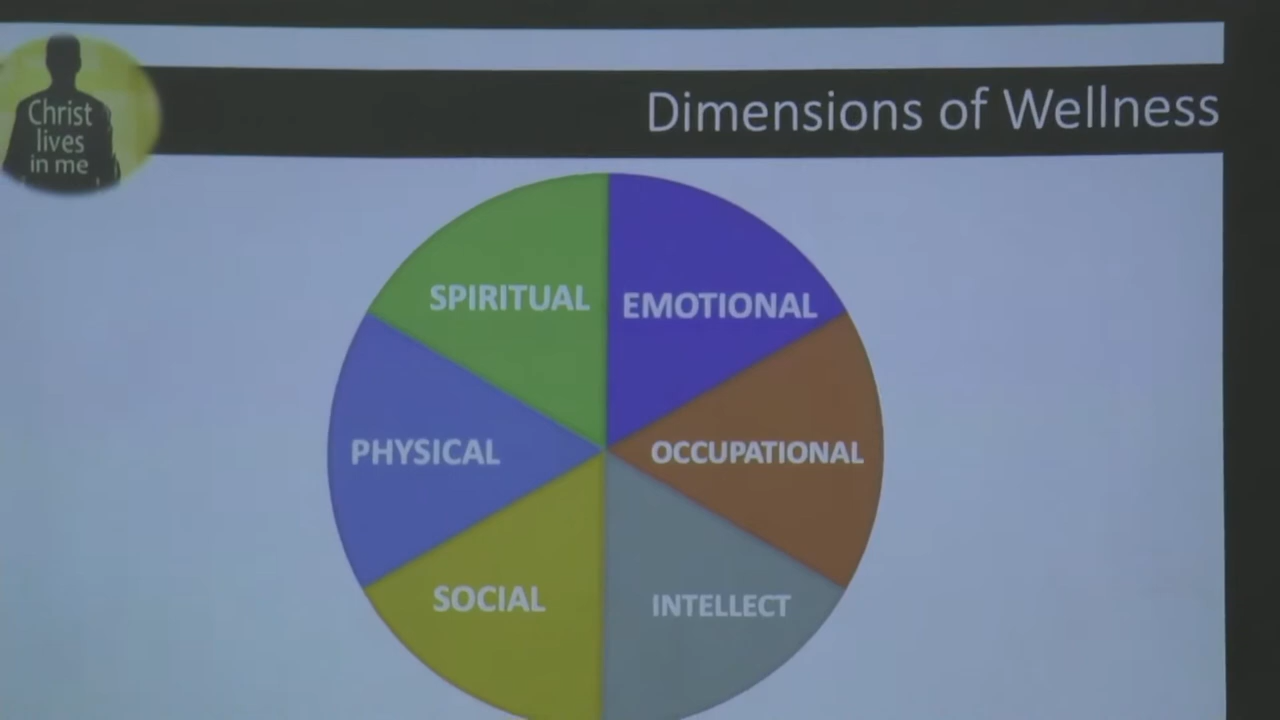 Christ
lives
in me
Dimensions of Wellness
SPIRITUAL
EMOTIONAL
PHYSICAL
OCCUPATIONAL
SOCIAL
INTELLECT